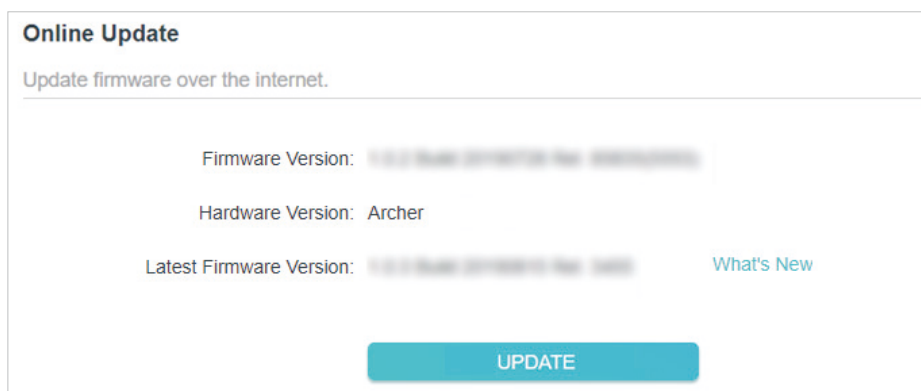 Online Update
Update firmware over the internet.
Firmware Version:
Hardware Version: Archer
Latest Firmware Version: What's New
UPDATE